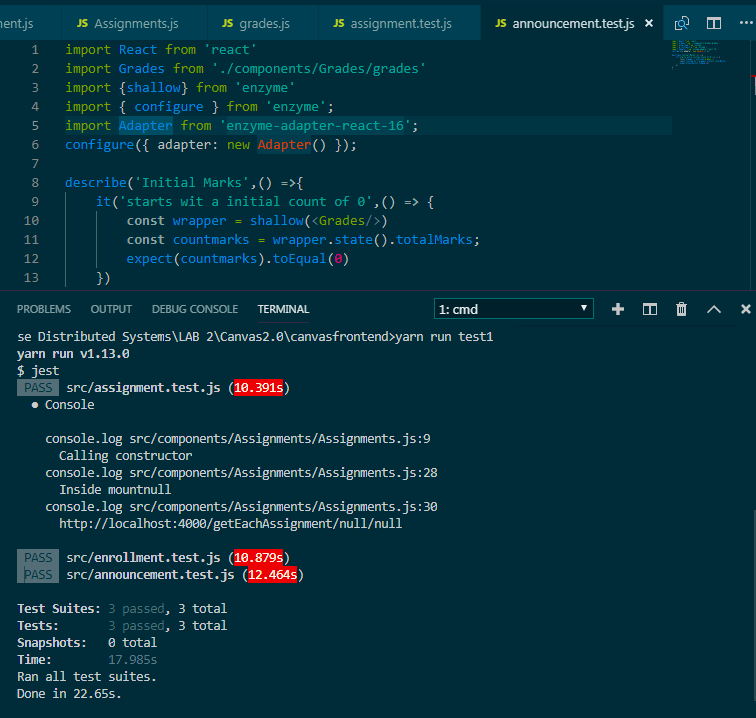 ent.js JS Assignments.js JS grades.js JS assignment.test.js JS announcement.test.js ×
1 import React from 'react'
2 import Grades from './components/Grades/grades'
3 import {shallow} from 'enzyme'
4 import { configure } from 'enzyme';
5 import Adapter from 'enzyme-adapter-react-16';
6 configure({ adapter: new Adapter() });
7
8 describe('Initial Marks',() =>{
9 it('starts wit a initial count of 0',() => {
10 const wrapper = shallow(<Grades/>)
11 const countmarks = wrapper.state().totalMarks;
12 expect(countmarks).toEqual(0)
13 })
PROBLEMS OUTPUT DEBUG CONSOLE TERMINAL 1: cmd
se Distributed Systems\LAB 2\Canvas2.0\canvasfrontend>yarn run test1
yarn run v1.13.0
$ jest
PASS src/assignment.test.js (10.391s)
● Console
console.log src/components/Assignments/Assignments.js:9
Calling constructor
console.log src/components/Assignments/Assignments.js:28
Inside mountnull
console.log src/components/Assignments/Assignments.js:30
http://localhost:4000/getEachAssignment/null/null
PASS src/enrollment.test.js (10.879s)
PASS src/announcement.test.js (12.464s)
Test Suites: 3 passed, 3 total
Tests: 3 passed, 3 total
Snapshots: 0 total
Time: 17.985s
Ran all test suites.
Done in 22.65s.